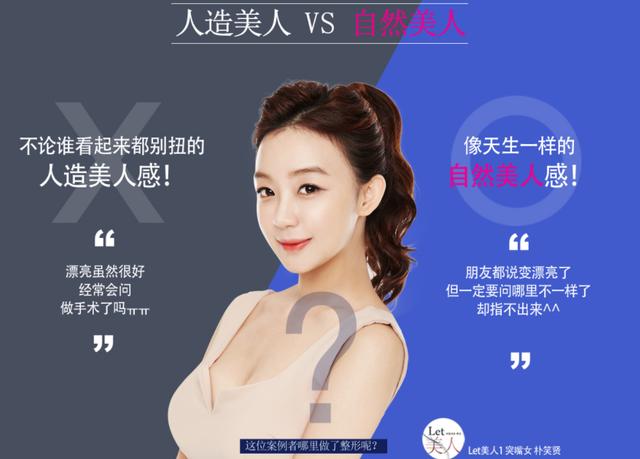 人造美人 VS 自然美人
不论谁看起来都别扭的
人造美人感!
“
漂亮虽然很好
经常会问
做手术了吗ㅠㅠ
”
像天生一样的
自然美人感!
“
朋友都说变漂亮了
但一定要问哪里不一样了
却指不出来^^
”
?
这位案例者哪里做了整形呢?
Let
美人
Let美人1 突嘴女 朴笑贤